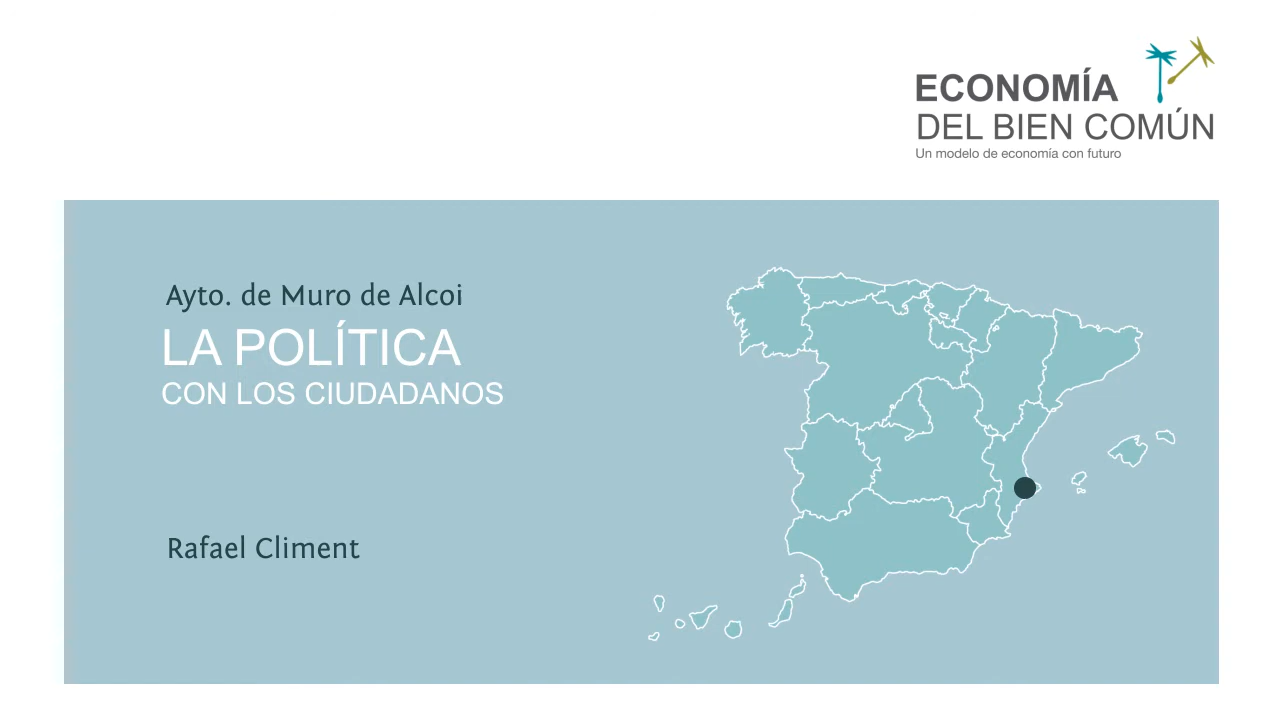 ECONOMÍA
DEL BIEN COMÚN
Un modelo de economía con futuro
Ayto. de Muro de Alcoi
LA POLÍTICA
CON LOS CIUDADANOS
Rafael Climent